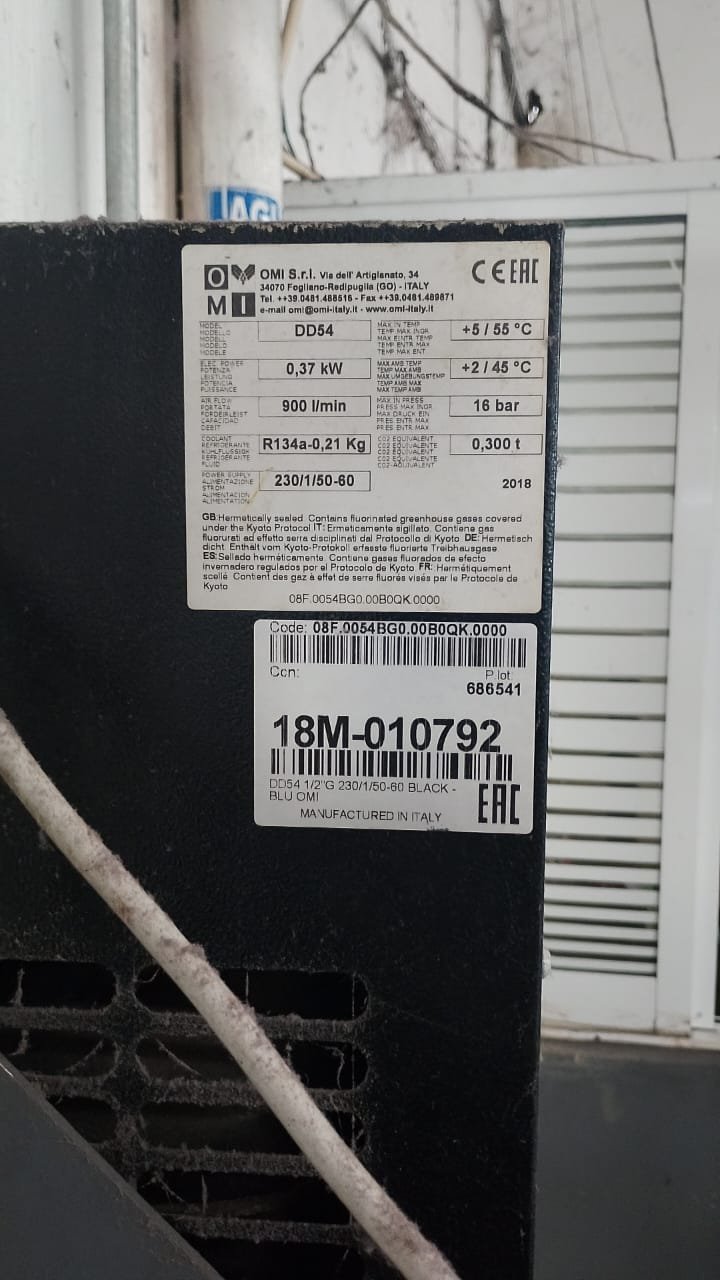 AGI
OMI
OMI S.r.l. Via dell' Artigianato, 34
34070 Fogliano-Redipuglia (GO) - ITALY
Tel. ++39.0481.488516 - Fax ++39.0481.489871
e-mail omi@omi-italy.it - www.omi-italy.it
CE EAC
MODEL
MODELLO
MODELL
MODELO
MODELE
DD54
MAX IN TEMP
TEMP MAX INGR
MAX EINTR TEMP
TEMP ENTR MAX
TEMP MAX ENT
+5 / 55 °C
ELEC POWER
POTENZA
LEISTUNG
POTENCIA
PUISSANCE
0,37 kW
MAX AMB TEMP
TEMP MAX AMB
MAX UMGEBUNGSTEMP
TEMP AMB MAX
MAX TEMP AMB
+2 / 45 °C
AIR FLOW
PORTATA
FORDERLEIST
CAPACIDAD
DEBIT
900 l/min
MAX IN PRESS
PRESS MAX INGR
MAX DRUCK EIN
PRES ENTR MAX
PRES ENTR MAX
16 bar
COOLANT
REFRIGERANTE
KUHLFLUSSIGK
REFRIGERANTE
FLUID
R134a-0,21 Kg
CO2 EQUIVALENT
CO2 EQUIVALENTE
CO2-ÄQUIVALENT
0,300 t
POWER SUPPLY
ALIMENTAZIONE
STROM
ALIMENTACION
ALIMENTATION
230/1/50-60
2018
GB:Hermetically sealed. Contains fluorinated greenhouse gases covered
under the Kyoto Protocol IT: Ermeticamente sigillato. Contiene gas
fluorurati ad effetto serra disciplinati dal Protocollo di Kyoto DE: Hermetisch
dicht. Enthält vom Kyoto-Protokoll erfasste fluorierte Treibhausgase.
ES:Sellado herméticamente. Contiene gases fluorados de efecto
invernadero regulados por el Protocolo de Kyoto. FR: Hermétiquement
scellé. Contient des gaz à effet de serre fluorés visés par le Protocole de
Kyoto
08F.0054BG0.00B0QK.0000
Code: 08F.0054BG0.00B0QK.0000
Ccn:
P.lot:
686541
18M-010792
DD54 1/2"G 230/1/50-60 BLACK -
BLU OMI
MANUFACTURED IN ITALY
EAC